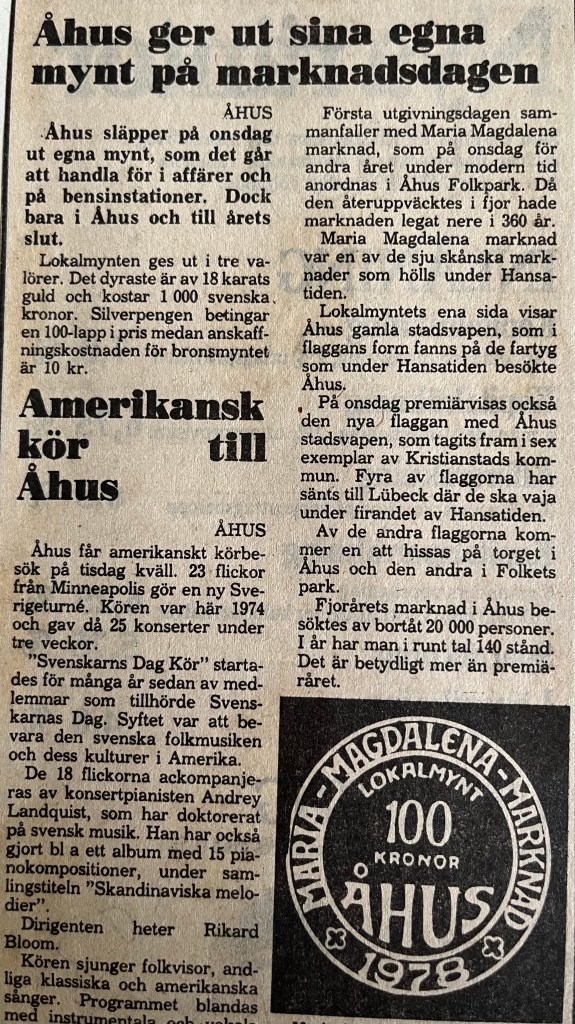 Åhus ger ut sina egna
mynt på marknadsdagen
ÅHUS
Åhus släpper på onsdag
ut egna mynt, som det går
att handla för i affärer och
på bensinstationer. Dock
bara i Åhus och till årets
slut.
Lokalmynten ges ut i tre va-
lörer. Det dyraste är av 18 karats
guld och kostar 1 000 svenska
kronor. Silverpengen betingar
en 100-lapp i pris medan anskaff-
ningskostnaden för bronsmyntet
är 10 kr.
Första utgivningsdagen sam-
manfaller med Maria Magdalena
marknad, som på onsdag för
andra året under modern tid
anordnas i Åhus Folkpark. Då
den återuppväcktes i fjor hade
marknaden legat nere i 360 år.
Maria Magdalena marknad
var en av de sju skånska mark-
nader som hölls under Hansa-
tiden.
Lokalmyntets ena sida visar
Åhus gamla stadsvapen, som i
flaggans form fanns på de fartyg
som under Hansatiden besökte
Åhus.
På onsdag premiärvisas också
den nya flaggan med Åhus
stadsvapen, som tagits fram i sex
exemplar av Kristianstads kom-
mun. Fyra av flaggorna har
sänts till Lübeck där de ska vaja
under firandet av Hansatiden.
Av de andra flaggorna kom-
mer en att hissas på torget i
Åhus och den andra i Folkets
park.
Fjorårets marknad i Åhus be-
söktes av bortåt 20 000 personer.
I år har man i runt tal 140 stånd.
Det är betydligt mer än premiä-
råret.
Amerikansk
kör till
Åhus
ÅHUS
Åhus får amerikanskt körbe-
sök på tisdag kväll. 23 flickor
från Minneapolis gör en ny Sve-
rigeturné. Kören var här 1974
och gav då 25 konserter under
tre veckor.
"Svenskarns Dag Kör" starta-
des för många år sedan av med-
lemmar som tillhörde Svens-
karnas Dag. Syftet var att be-
vara den svenska folkmusiken
och dess kulturer i Amerika.
De 18 flickorna ackompanje-
ras av konsertpianisten Andrey
Landquist, som har doktorerat
på svensk musik. Han har också
gjort bl a ett album med 15 pia-
nokompositioner, under sam-
lingstiteln "Skandinaviska melo-
dier".
Dirigenten heter Rikard
Bloom.
Kören sjunger folkvisor, and-
liga klassiska och amerikanska
sånger. Programmet blandas
med instrumentala och
MARIA-MAGDALENA-MARKNAD
LOKALMYNT
100
KRONOR
ÅHUS
1978